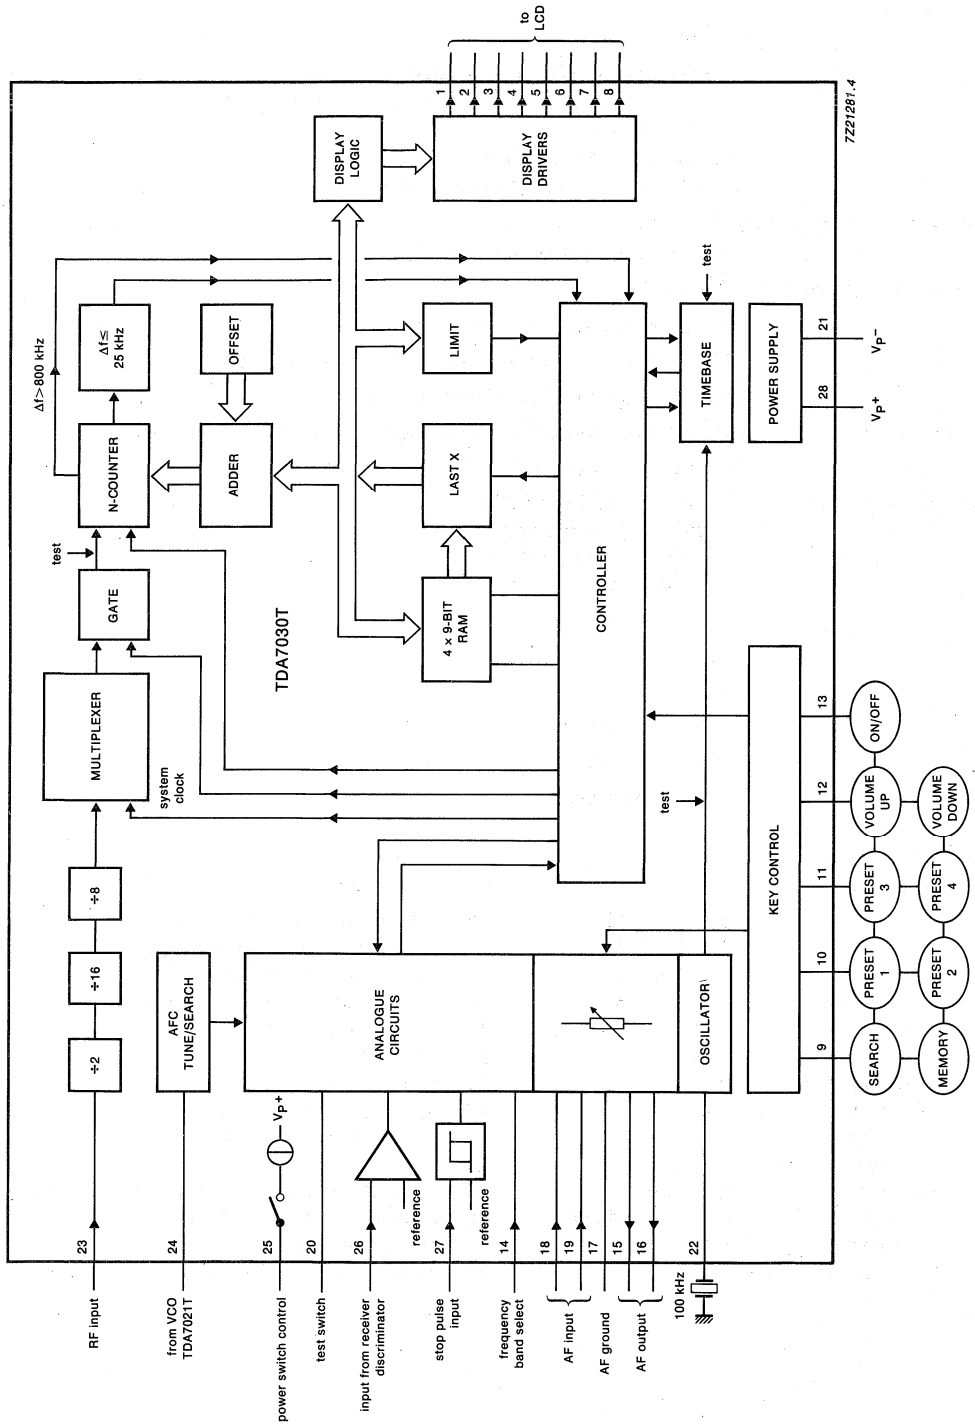 RF input
23
÷2
÷16
÷8
MULTIPLEXER
GATE
test
N-COUNTER
Δf>800 kHz
Δf≤
25 kHz
OFFSET
ADDER
system
clock
TDA7030T
from VCO
TDA7021T
24
AFC
TUNE/SEARCH
power switch control
25
VP+
test switch
20
input from receiver
discriminator
26
reference
stop pulse
input
27
reference
frequency
band select
14
AF input
18
19
AF ground
17
AF output
15
16
100 kHz
22
ANALOGUE
CIRCUITS
OSCILLATOR
4 x 9-BIT
RAM
LAST X
LIMIT
DISPLAY
LOGIC
DISPLAY
DRIVERS
1
2
3
4
5
6
7
8
to
LCD
CONTROLLER
test
TIMEBASE
test
POWER SUPPLY
28
21
VP+
VP−
KEY CONTROL
9
10
11
12
13
SEARCH
PRESET
1
PRESET
3
VOLUME
UP
ON/OFF
MEMORY
PRESET
2
PRESET
4
VOLUME
DOWN
7Z21281.4